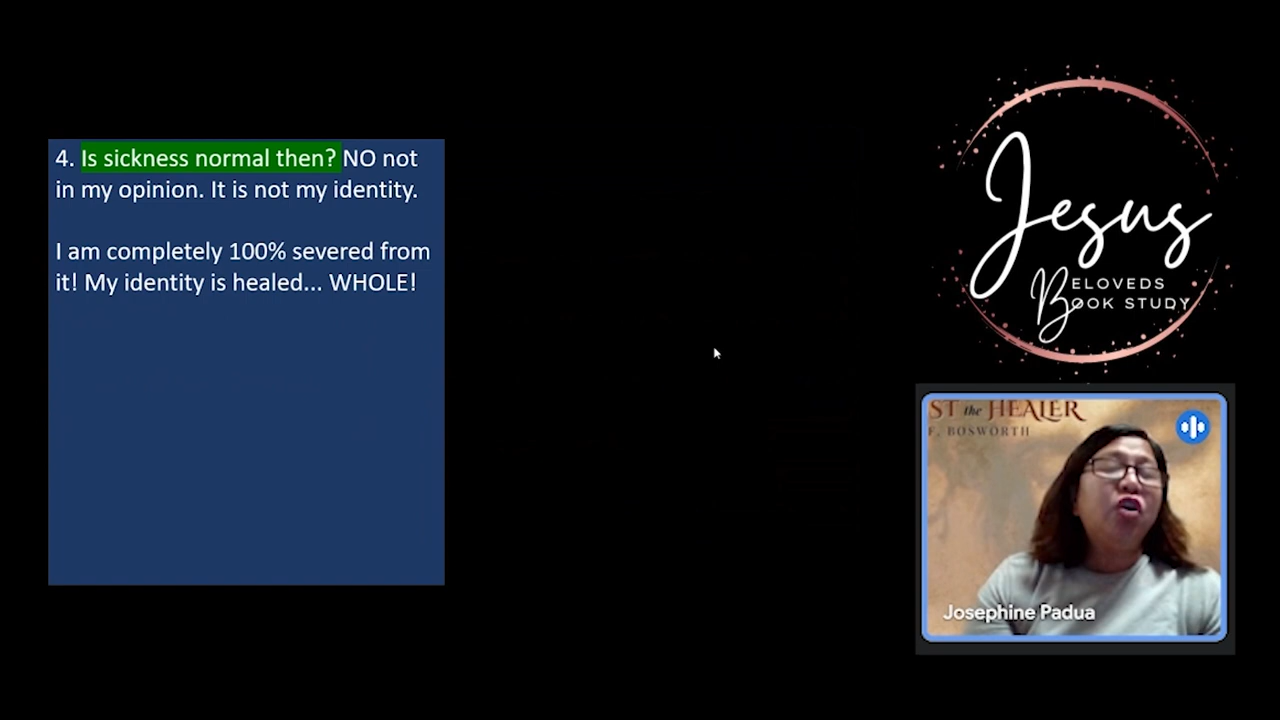 4. Is sickness normal then? NO not
in my opinion. It is not my identity.
I am completely 100% severed from
it! My identity is healed... WHOLE!
Jesus
BELOVEDS
BOOK STUDY
ST the HEALER
F. BOSWORTH
Josephine Padua